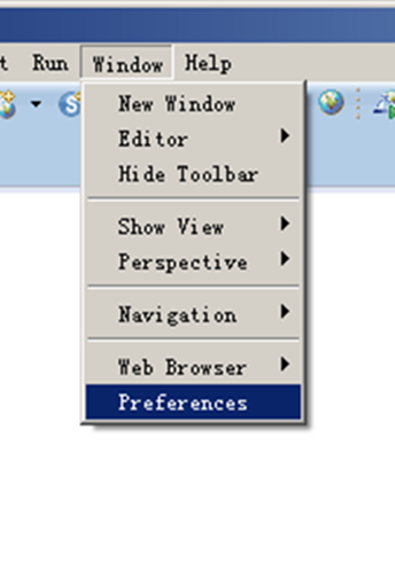 t Run Window Help
New Window
Editor
Hide Toolbar
Show View
Perspective
Navigation
Web Browser
Preferences